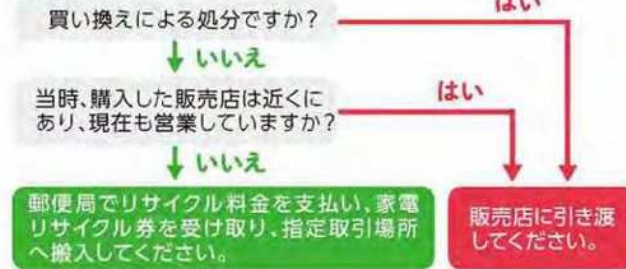 はい
買い換えによる処分ですか?
いいえ
当時、購入した販売店は近くに
あり、現在も営業していますか?
はい
いいえ
郵便局でリサイクル料金を支払い、家電
リサイクル券を受け取り、指定取引場所
へ搬入してください。
販売店に引き渡
してください。